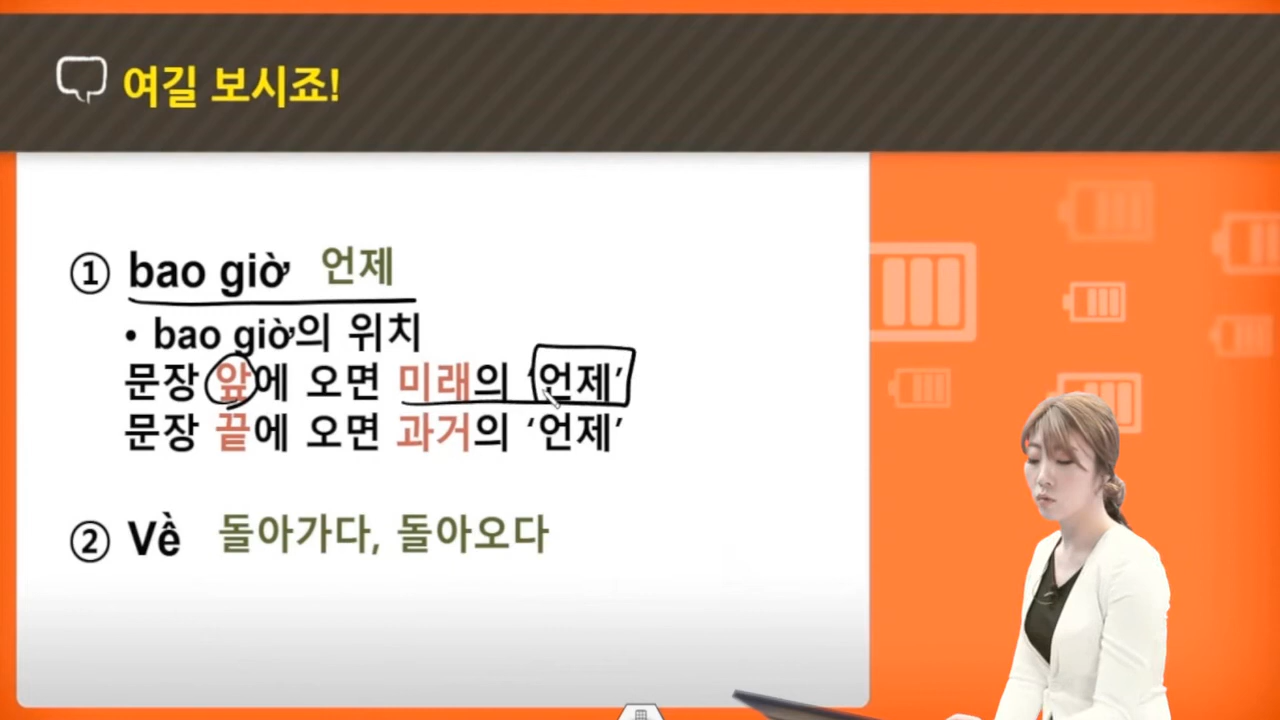 여길 보시죠!
① bao giờ 언제
• bao giờ의 위치
문장 앞에 오면 미래의 ‘언제’
문장 끝에 오면 과거의 ‘언제’
② Về 돌아가다, 돌아오다